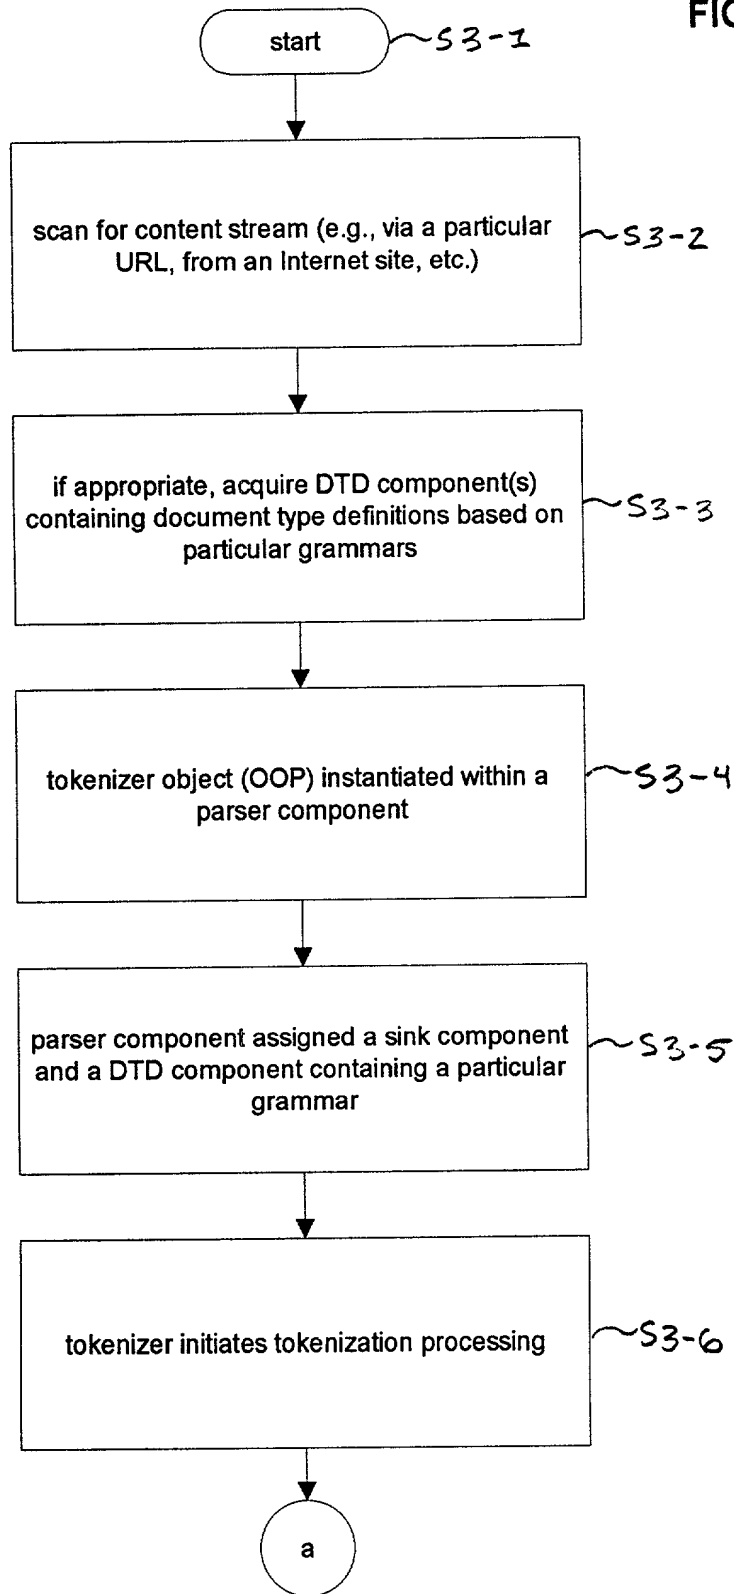 FIG
start
S3-1
scan for content stream (e.g., via a particular
URL, from an Internet site, etc.)
S3-2
if appropriate, acquire DTD component(s)
containing document type definitions based on
particular grammars
S3-3
tokenizer object (OOP) instantiated within a
parser component
S3-4
parser component assigned a sink component
and a DTD component containing a particular
grammar
S3-5
tokenizer initiates tokenization processing
S3-6
a